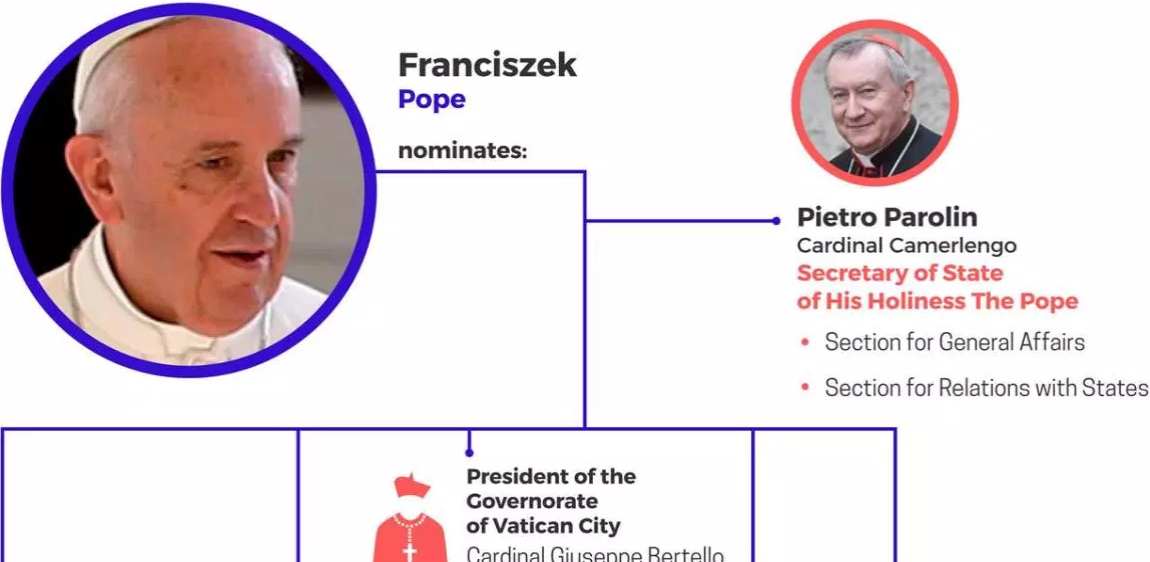 Franciszek
Pope
nominates:
Pietro Parolin
Cardinal Camerlengo
Secretary of State
of His Holiness The Pope
• Section for General Affairs
• Section for Relations with States
President of the
Governorate
of Vatican City
Cardinal Giuseppe Bertello